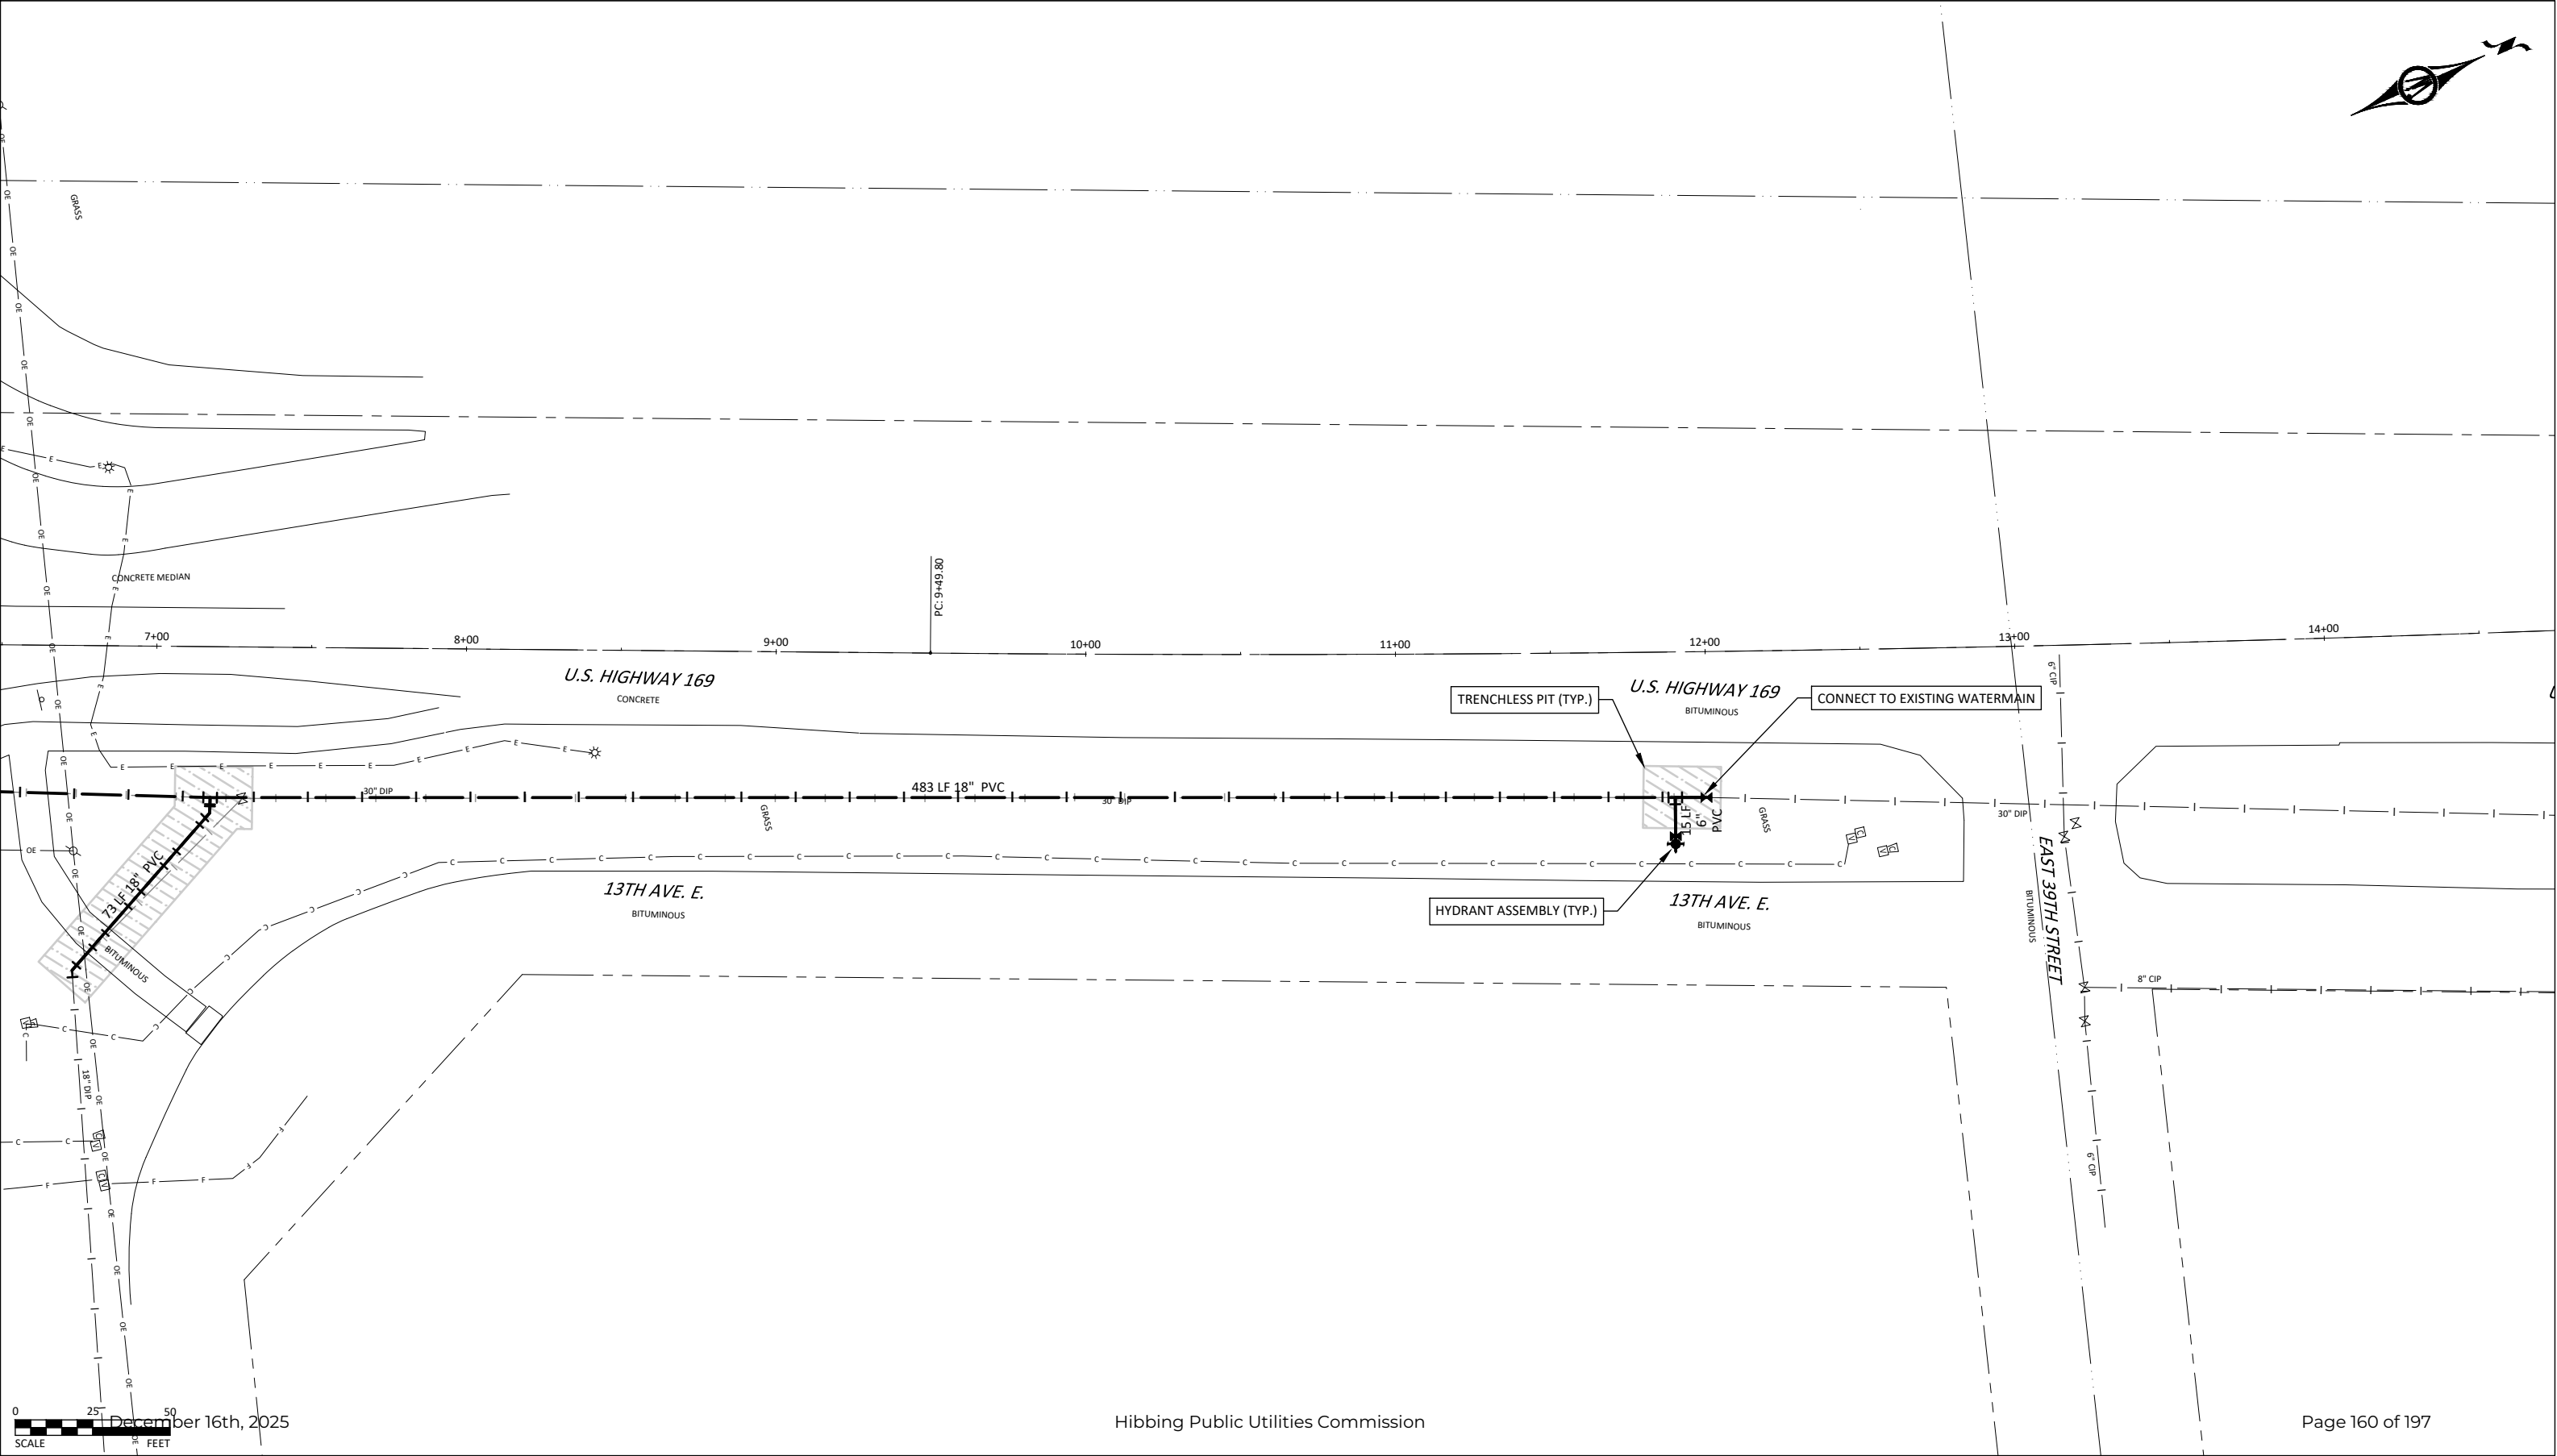 GRASS
CONCRETE MEDIAN
PC: 9+49.80
7+00
8+00
9+00
10+00
11+00
12+00
13+00
14+00
U.S. HIGHWAY 169
CONCRETE
U.S. HIGHWAY 169
BITUMINOUS
TRENCHLESS PIT (TYP.)
CONNECT TO EXISTING WATERMAIN
6" CIP
30" DIP
483 LF 18" PVC
30" DIP
GRASS
15 LF
6"
PVC
GRASS
30" DIP
73 LF 18" PVC
BITUMINOUS
13TH AVE. E.
BITUMINOUS
HYDRANT ASSEMBLY (TYP.)
13TH AVE. E.
BITUMINOUS
EAST 39TH STREET
BITUMINOUS
8" CIP
18" DIP
6" CIP
0 25 50
SCALE FEET
December 16th, 2025
Hibbing Public Utilities Commission
Page 160 of 197